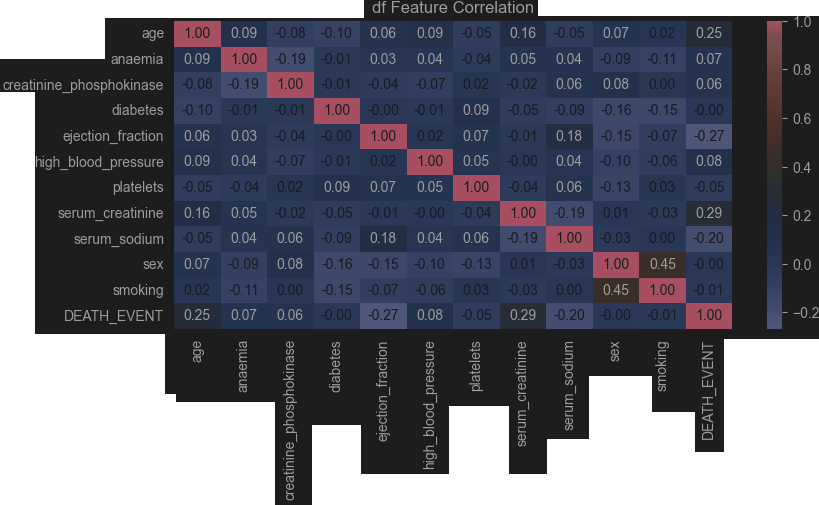 df Feature Correlation
age 1.00 0.09 -0.08 -0.10 0.06 0.09 -0.05 0.16 -0.05 0.07 0.02 0.25
anaemia 0.09 1.00 -0.19 -0.01 0.03 0.04 -0.04 0.05 0.04 -0.09 -0.11 0.07
creatinine_phosphokinase -0.08 -0.19 1.00 -0.01 -0.04 -0.07 0.02 -0.02 0.06 0.08 0.00 0.06
diabetes -0.10 -0.01 -0.01 1.00 -0.00 -0.01 0.09 -0.05 -0.09 -0.16 -0.15 -0.00
ejection_fraction 0.06 0.03 -0.04 -0.00 1.00 0.02 0.07 -0.01 0.18 -0.15 -0.07 -0.27
high_blood_pressure 0.09 0.04 -0.07 -0.01 0.02 1.00 0.05 -0.00 0.04 -0.10 -0.06 0.08
platelets -0.05 -0.04 0.02 0.09 0.07 0.05 1.00 -0.04 0.06 -0.13 0.03 -0.05
serum_creatinine 0.16 0.05 -0.02 -0.05 -0.01 -0.00 -0.04 1.00 -0.19 0.01 -0.03 0.29
serum_sodium -0.05 0.04 0.06 -0.09 0.18 0.04 0.06 -0.19 1.00 -0.03 0.00 -0.20
sex 0.07 -0.09 0.08 -0.16 -0.15 -0.10 -0.13 0.01 -0.03 1.00 0.45 -0.00
smoking 0.02 -0.11 0.00 -0.15 -0.07 -0.06 0.03 -0.03 0.00 0.45 1.00 -0.01
DEATH_EVENT 0.25 0.07 0.06 -0.00 -0.27 0.08 -0.05 0.29 -0.20 -0.00 -0.01 1.00
age
anaemia
creatinine_phosphokinase
diabetes
ejection_fraction
high_blood_pressure
platelets
serum_creatinine
serum_sodium
sex
smoking
DEATH_EVENT
1.0
0.8
0.6
0.4
0.2
0.0
−0.2